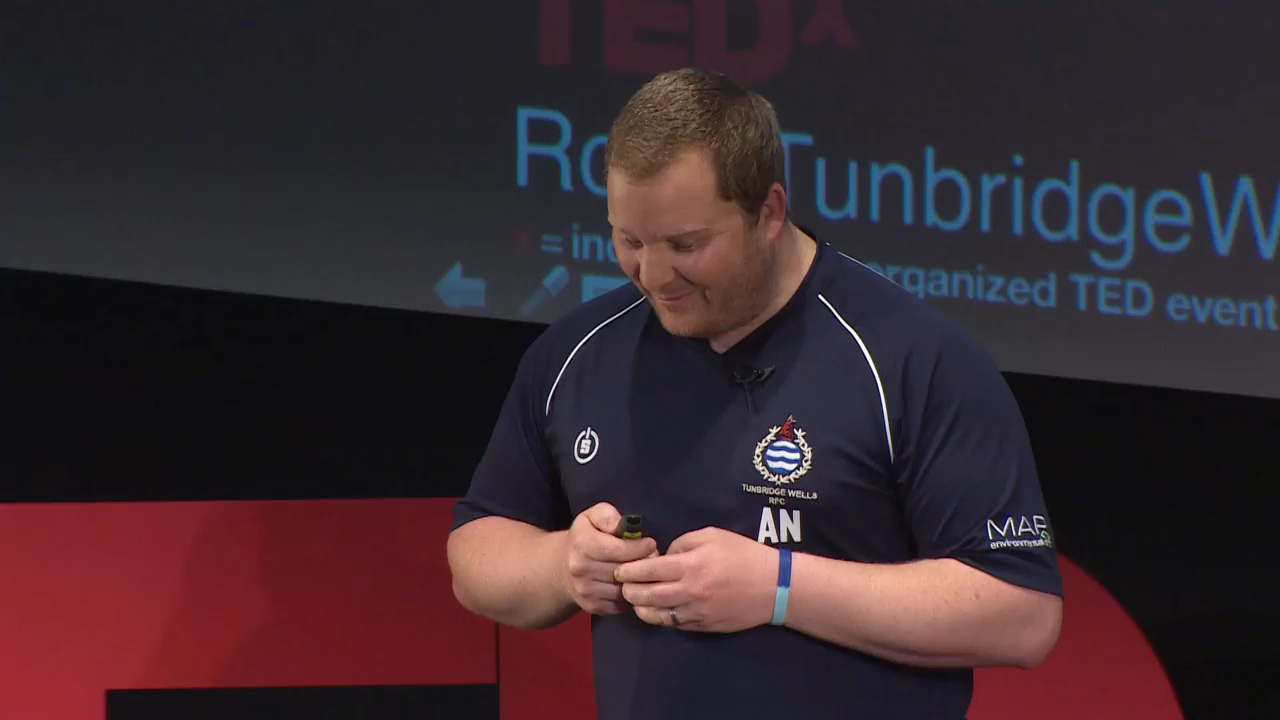 TEDx
Ro TunbridgeW
x = ind organized TED event
S
TUNBRIDGE WELLS
RFC
AN
MAP
environmental